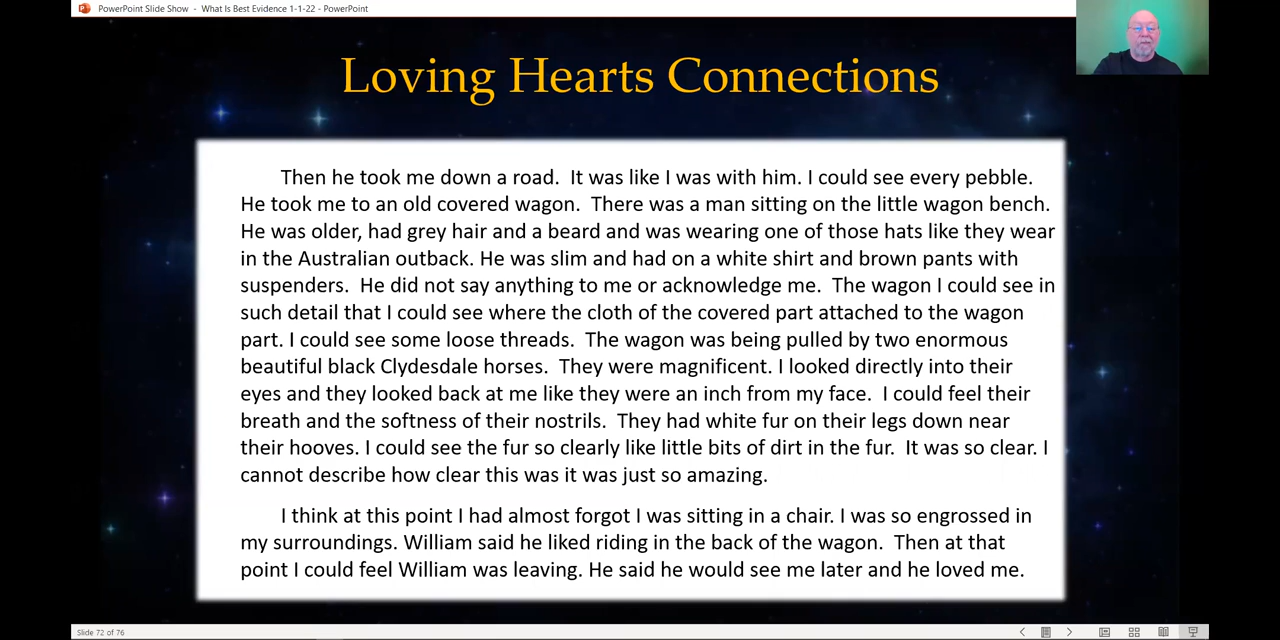 PowerPoint Slide Show - What Is Best Evidence 1-1-22 - PowerPoint
Loving Hearts Connections
Then he took me down a road. It was like I was with him. I could see every pebble.
He took me to an old covered wagon. There was a man sitting on the little wagon bench.
He was older, had grey hair and a beard and was wearing one of those hats like they wear
in the Australian outback. He was slim and had on a white shirt and brown pants with
suspenders. He did not say anything to me or acknowledge me. The wagon I could see in
such detail that I could see where the cloth of the covered part attached to the wagon
part. I could see some loose threads. The wagon was being pulled by two enormous
beautiful black Clydesdale horses. They were magnificent. I looked directly into their
eyes and they looked back at me like they were an inch from my face. I could feel their
breath and the softness of their nostrils. They had white fur on their legs down near
their hooves. I could see the fur so clearly like little bits of dirt in the fur. It was so clear. I
cannot describe how clear this was it was just so amazing.
I think at this point I had almost forgot I was sitting in a chair. I was so engrossed in
my surroundings. William said he liked riding in the back of the wagon. Then at that
point I could feel William was leaving. He said he would see me later and he loved me.
Slide 72 of 76